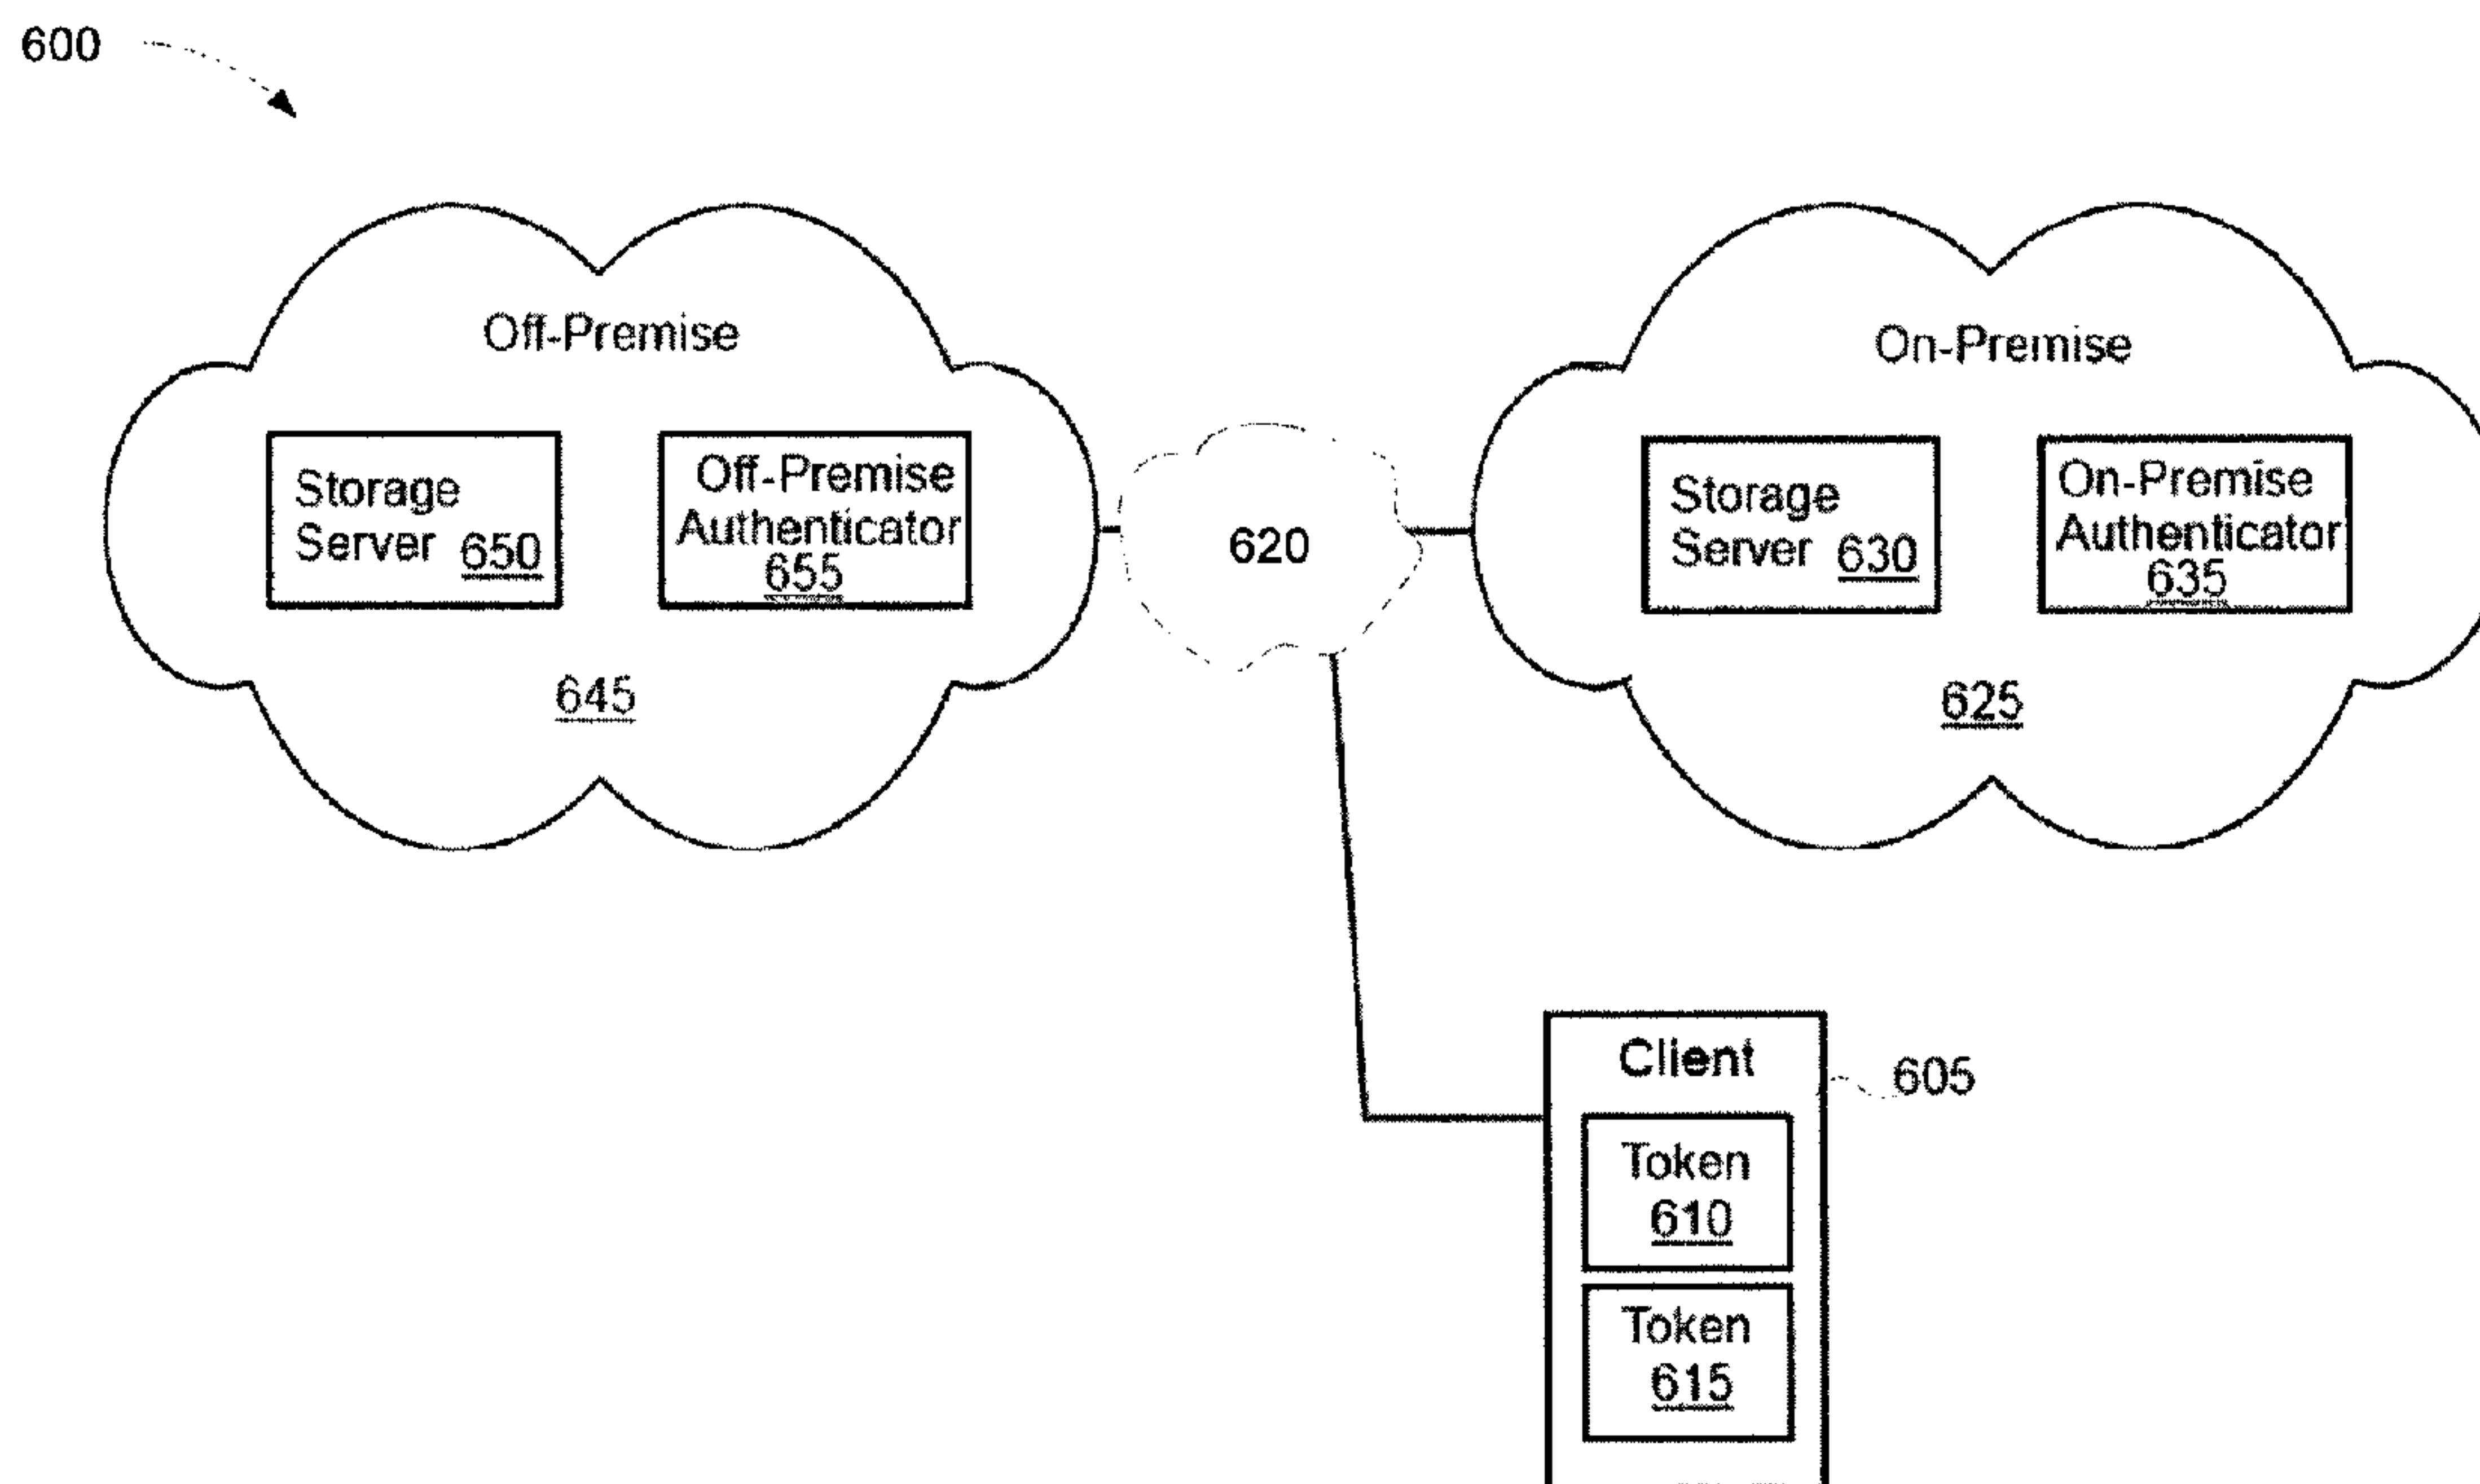 600
Off-Premise
On-Premise
Storage
Server 650
Off-Premise
Authenticator
655
620
Storage
Server 630
On-Premise
Authenticator
635
645
625
Client
605
Token
610
Token
615